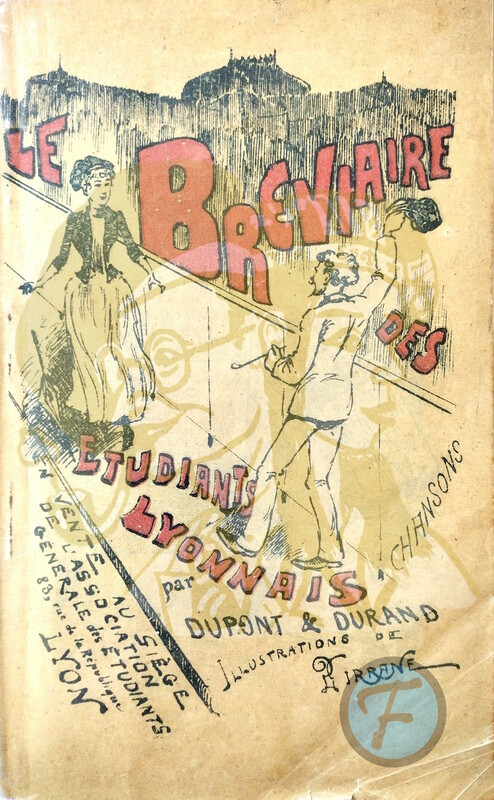 LE
BREVIAIRE
DES
ETUDIANTS
LYONNAIS
CHANSONS
par
DUPONT & DURAND
ILLUSTRATIONS DE
EN VENTE AU SIÈGE
DE L'ASSOCIATION
GÉNÉRALE des ÉTUDIANTS
83, rue de la République
LYON
F